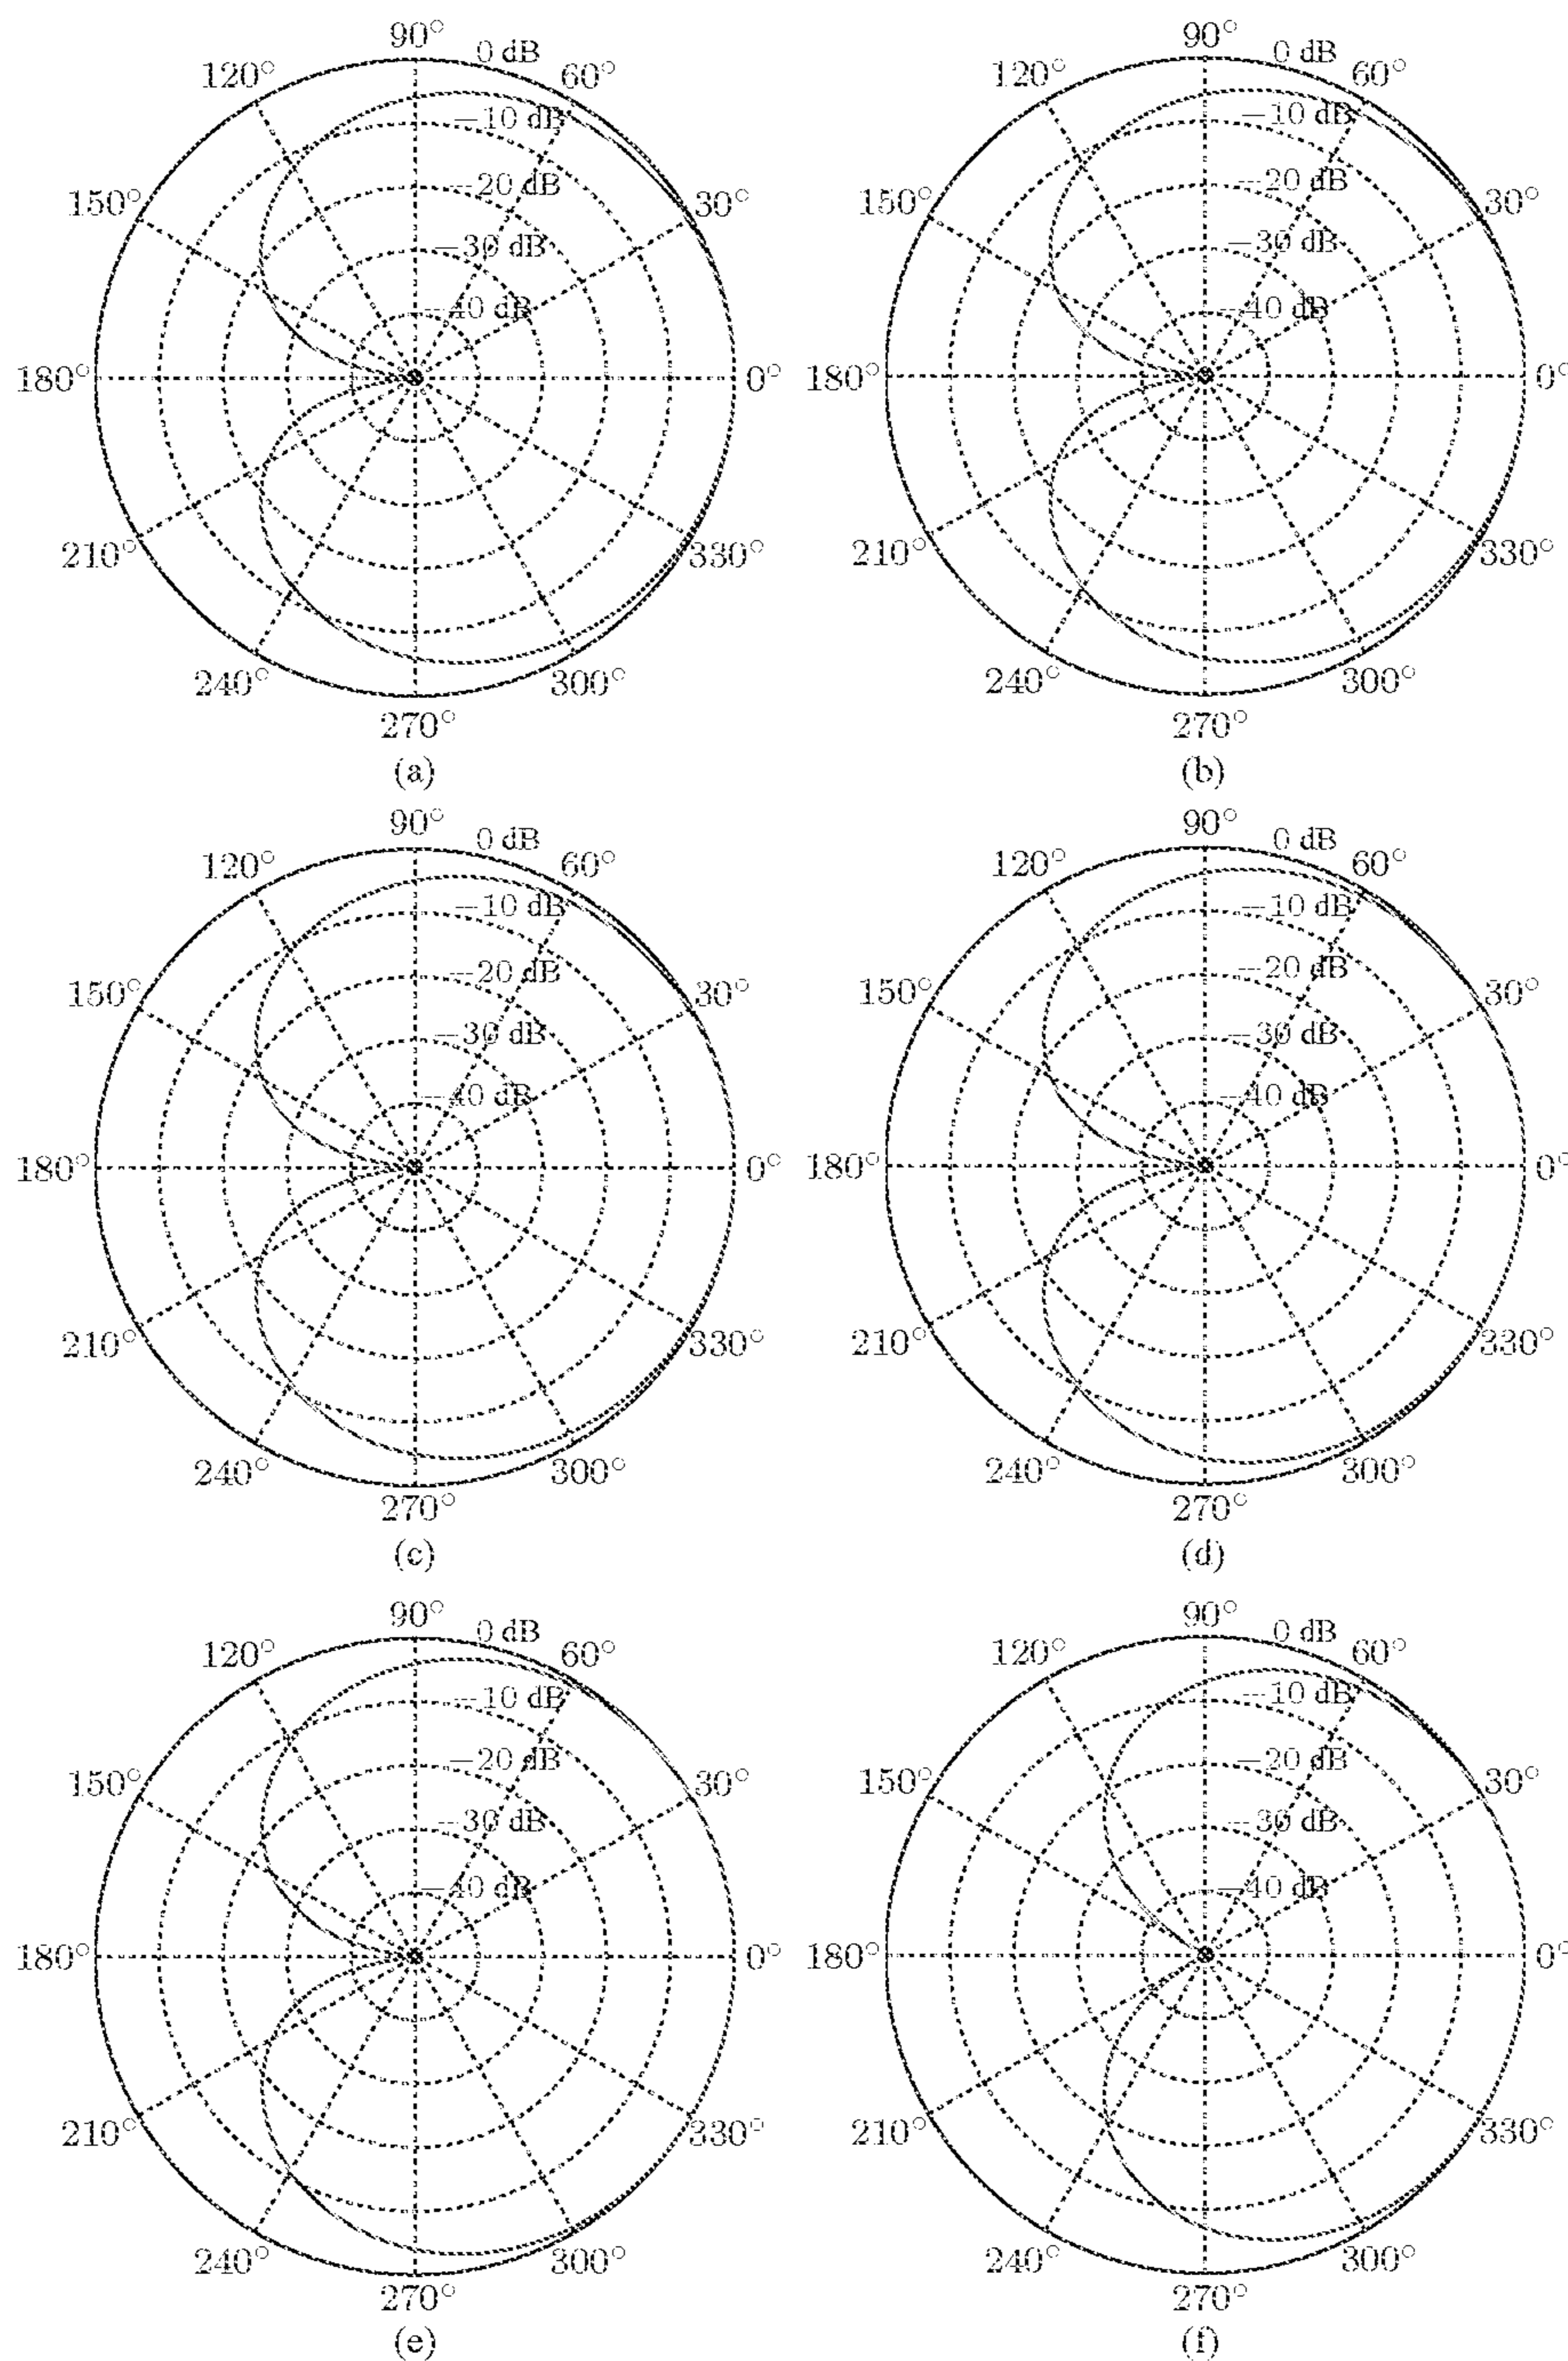 90° 90°
120° 0 dB 60° 120° 0 dB 60°
−10 dB −10 dB
150° −20 dB 30° 150° −20 dB 30°
−30 dB −30 dB
−40 dB −40 dB
180° 0° 180° 0°
210° 330° 210° 330°
240° 300° 240° 300°
270° 270°
(a) (b)
90° 90°
120° 0 dB 60° 120° 0 dB 60°
−10 dB −10 dB
150° −20 dB 30° 150° −20 dB 30°
−30 dB −30 dB
−40 dB −40 dB
180° 0° 180° 0°
210° 330° 210° 330°
240° 300° 240° 300°
270° 270°
(c) (d)
90° 90°
120° 0 dB 60° 120° 0 dB 60°
−10 dB −10 dB
150° −20 dB 30° 150° −20 dB 30°
−30 dB −30 dB
−40 dB −40 dB
180° 0° 180° 0°
210° 330° 210° 330°
240° 300° 240° 300°
270° 270°
(e) (f)